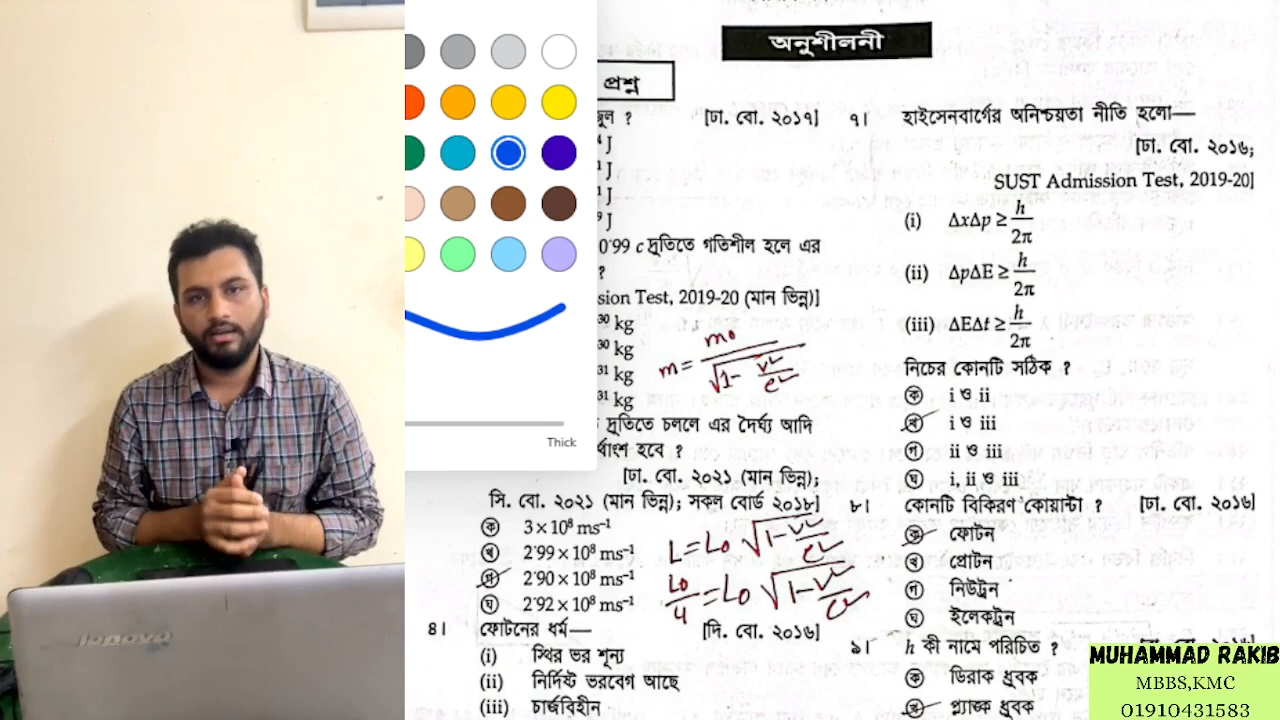 অনুশীলনী
প্রশ্ন
[ঢা. বো. ২০১৭]
J
J
J
J
0·99 c দ্রুতিতে গতিশীল হলে এর
?
sion Test, 2019-20 (মান ভিন্ন)]
30 kg
30 kg
31 kg
31 kg
m = m₀ / √1- v²/c²
Thick
দ্রুতিতে চললে এর দৈর্ঘ্য আদি
র্থাংশ হবে ?
[ঢা. বো. ২০২১ (মান ভিন্ন);
সি. বো. ২০২১ (মান ভিন্ন); সকল বোর্ড ২০১৮]
ক 3 × 10⁸ ms⁻¹
খ 2·99 × 10⁸ ms⁻¹
গ 2·90 × 10⁸ ms⁻¹
ঘ 2·92 × 10⁸ ms⁻¹
L = L₀ √1- v²/c²
L₀/4 = L₀ √1- v²/c²
৪। ফোটনের ধর্ম— [দি. বো. ২০১৬]
(i) স্থির ভর শূন্য
(ii) নির্দিষ্ট ভরবেগ আছে
(iii) চার্জবিহীন
৭। হাইসেনবার্গের অনিশ্চয়তা নীতি হলো—
[ঢা. বো. ২০১৬;
SUST Admission Test, 2019-20]
(i) ΔxΔp ≥ h/2π
(ii) ΔpΔE ≥ h/2π
(iii) ΔEΔt ≥ h/2π
নিচের কোনটি সঠিক ?
ক i ও ii
খ i ও iii
গ ii ও iii
ঘ i, ii ও iii
৮। কোনটি বিকিরণ কোয়ান্টা ? [ঢা. বো. ২০১৬]
ক ফোটন
খ প্রোটন
গ নিউট্রন
ঘ ইলেকট্রন
৯। h কী নামে পরিচিত ?
ক ডিরাক ধ্রুবক
খ প্ল্যাঙ্ক ধ্রুবক
MUHAMMAD RAKIB
MBBS,KMC
01910431583
lenovo